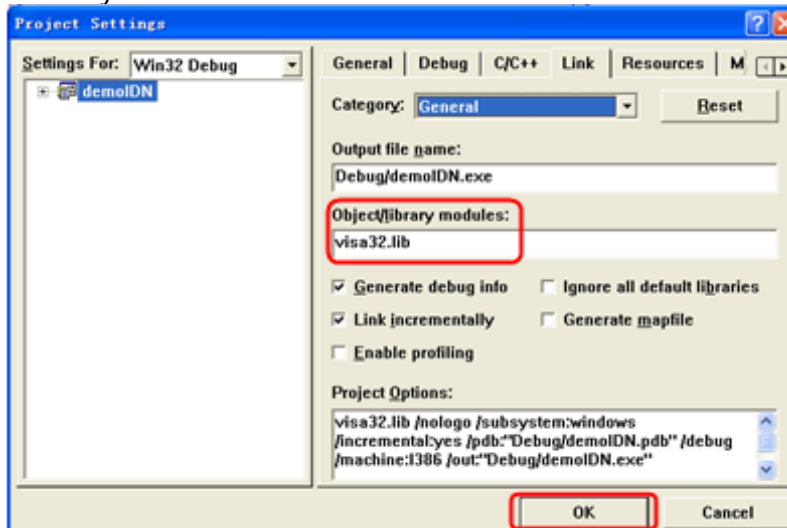 Project Settings
Settings For: Win32 Debug
demoIDN
General Debug C/C++ Link Resources M
Category: General Reset
Output file name:
Debug/demoIDN.exe
Object/library modules:
visa32.lib
Generate debug info Ignore all default libraries
Link incrementally Generate mapfile
Enable profiling
Project Options:
visa32.lib /nologo /subsystem:windows
/incremental:yes /pdb:"Debug/demoIDN.pdb" /debug
/machine:I386 /out:"Debug/demoIDN.exe"
OK Cancel